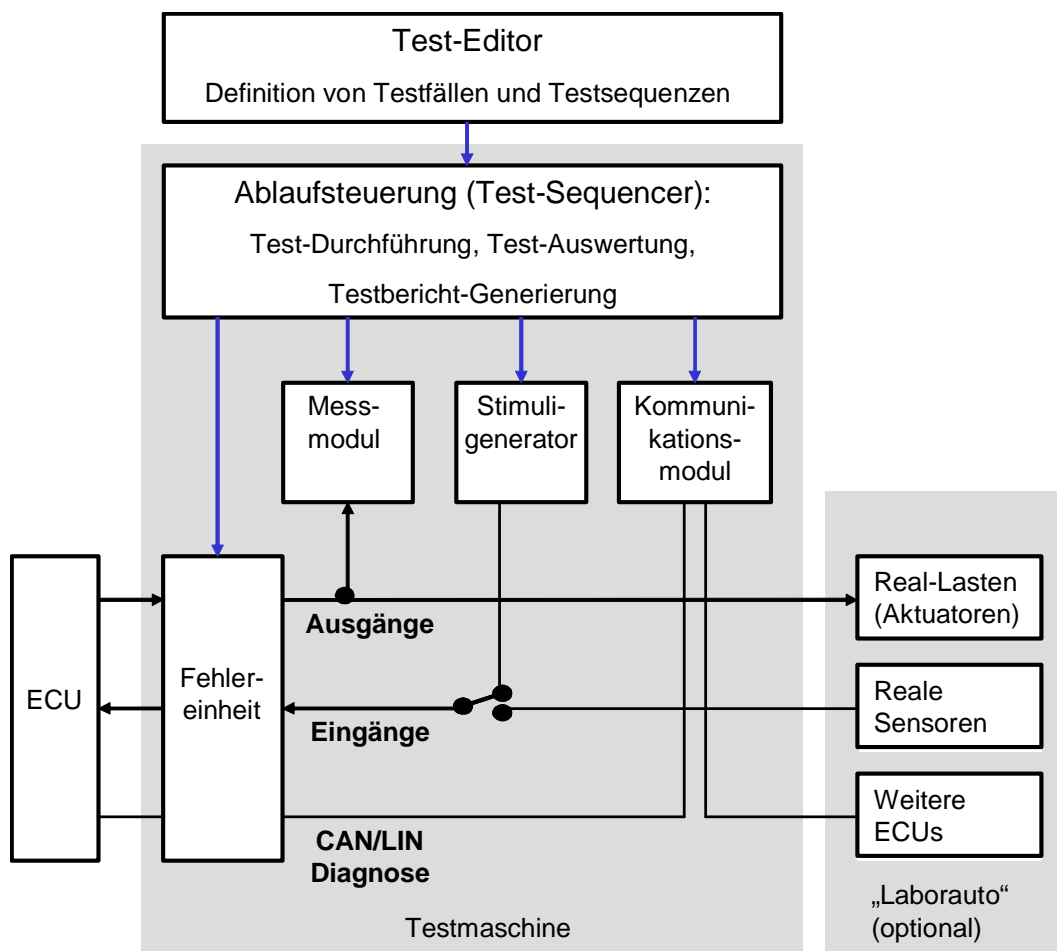 Test-Editor
Definition von Testfällen und Testsequenzen
Ablaufsteuerung (Test-Sequencer):
Test-Durchführung, Test-Auswertung,
Testbericht-Generierung
Mess-
modul
Stimuli-
generator
Kommuni-
kations-
modul
ECU
Fehler-
einheit
Ausgänge
Eingänge
CAN/LIN
Diagnose
Real-Lasten
(Aktuatoren)
Reale
Sensoren
Weitere
ECUs
„Laborauto“
(optional)
Testmaschine